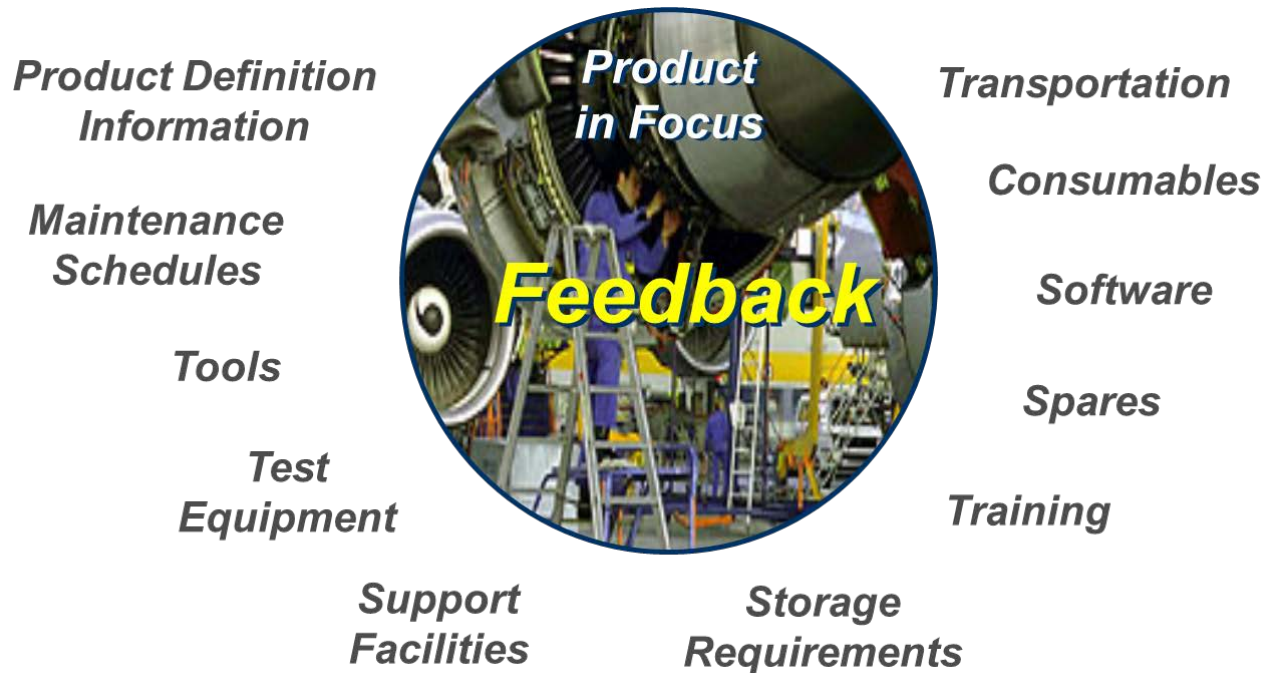 Product
in Focus
Feedback
Product Definition
Information
Maintenance
Schedules
Tools
Test
Equipment
Support
Facilities
Storage
Requirements
Training
Spares
Software
Consumables
Transportation